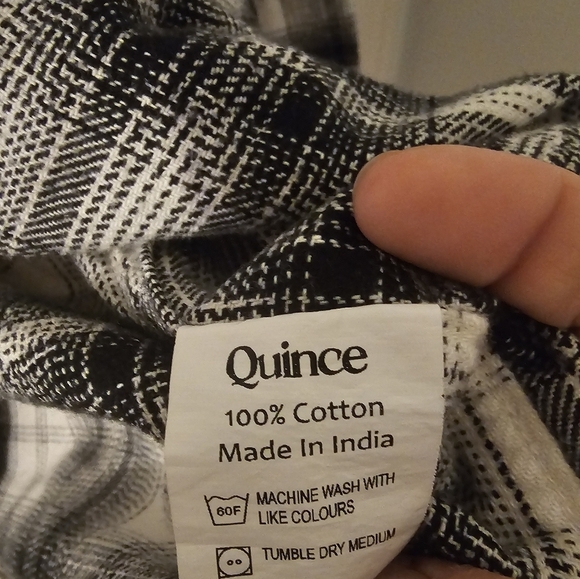 Quince
100% Cotton
Made In India
60F
MACHINE WASH WITH
LIKE COLOURS
TUMBLE DRY MEDIUM